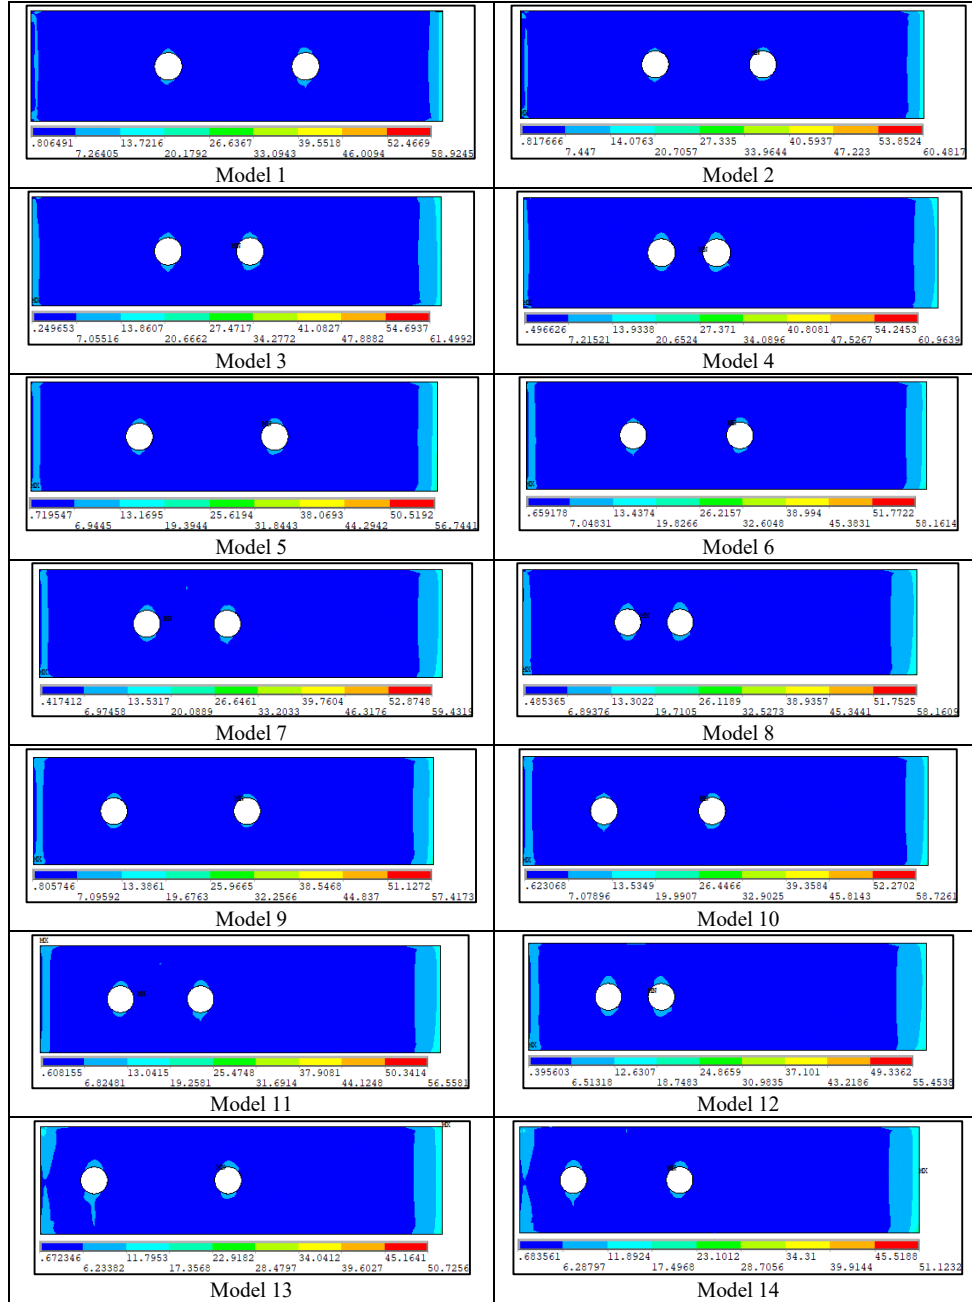 .806491 13.7216 26.6367 39.5518 52.4669
7.26405 20.1792 33.0943 46.0094 58.9245
Model 1
.817666 14.0763 27.335 40.5937 53.8524
7.447 20.7057 33.9644 47.223 60.4817
Model 2
.249653 13.8607 27.4717 41.0827 54.6937
7.05516 20.6662 34.2772 47.8882 61.4992
Model 3
MX
.496626 13.9338 27.371 40.8081 54.2453
7.21521 20.6524 34.0896 47.5267 60.9639
Model 4
.719547 13.1695 25.6194 38.0693 50.5192
6.9445 19.3944 31.8443 44.2942 56.7441
Model 5
.659178 13.4374 26.2157 38.994 51.7722
7.04831 19.8266 32.6048 45.3831 58.1614
Model 6
.417412 13.5317 26.6461 39.7604 52.8748
6.97458 20.0889 33.2033 46.3176 59.4319
Model 7
.485365 13.3022 26.1189 38.9357 51.7525
6.89376 19.7105 32.5273 45.3441 58.1609
Model 8
.805746 13.3861 25.9665 38.5468 51.1272
7.09592 19.6763 32.2566 44.837 57.4173
Model 9
.623068 13.5349 26.4466 39.3584 52.2702
7.07896 19.9907 32.9025 45.8143 58.7261
Model 10
MX
.608155 13.0415 25.4748 37.9081 50.3414
6.82481 19.2581 31.6914 44.1248 56.5581
Model 11
MX
.395603 12.6307 24.8659 37.101 49.3362
6.51318 18.7483 30.9835 43.2186 55.4538
Model 12
MX
.672346 11.7953 22.9182 34.0412 45.1641
6.23382 17.3568 28.4797 39.6027 50.7256
Model 13
MX
.683561 11.8924 23.1012 34.31 45.5188
6.28797 17.4968 28.7056 39.9144 51.1232
Model 14